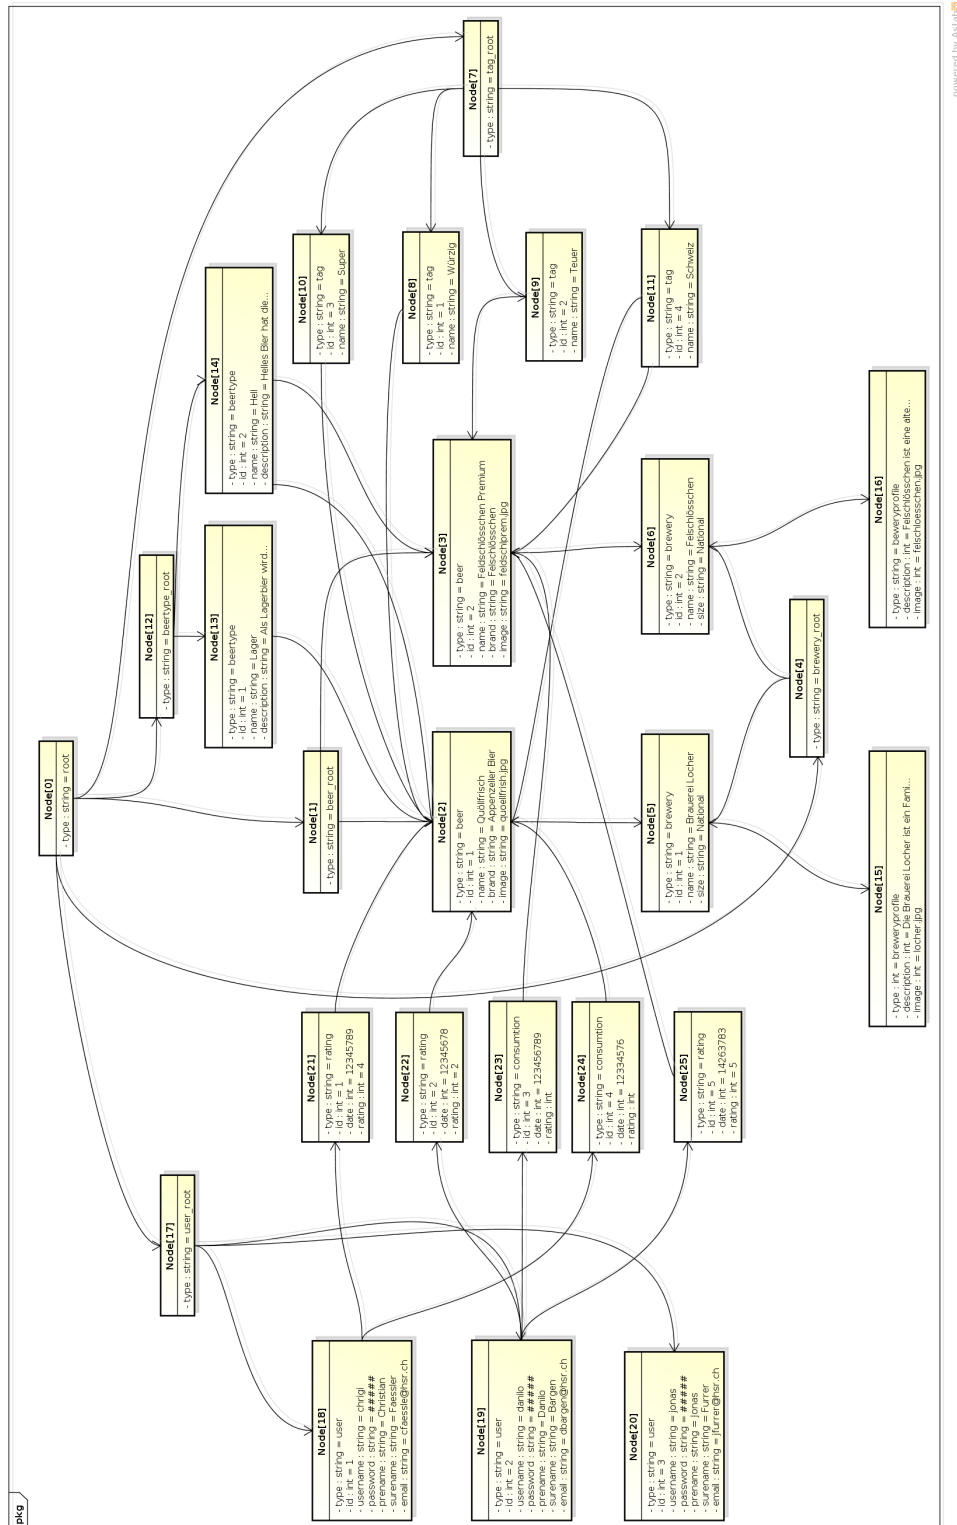 pkg
Node[0]
- type : string = root
Node[17]
- type : string = user_root
Node[12]
- type : string = beertype_root
Node[7]
- type : string = tag_root
Node[18]
- type : string = user
- id : int = 1
- username : string = chrigi
- password : string = #####
- prename : string = Christian
- surename : string = Faessler
- email : string = cfaessle@hsr.ch
Node[19]
- type : string = user
- id : int = 2
- username : string = danilo
- password : string = #####
- prename : string = Danilo
- surename : string = Bargen
- email : string = dbargen@hsr.ch
Node[20]
- type : string = user
- id : int = 3
- username : string = jonas
- password : string = #####
- prename : string = Jonas
- surename : string = Furrer
- email : string = jfurrer@hsr.ch
Node[21]
- type : string = rating
- id : int = 1
- date : int = 12345789
- rating : int = 4
Node[22]
- type : string = rating
- id : int = 2
- date : int = 12345678
- rating : int = 2
Node[23]
- type : string = consumtion
- id : int = 3
- date : int = 123456789
- rating : int
Node[24]
- type : string = consumtion
- id : int = 4
- date : int = 12334576
- rating : int
Node[25]
- type : string = rating
- id : int = 5
- date : int = 14263783
- rating : int = 5
Node[1]
- type : string = beer_root
Node[13]
- type : string = beertype
- id : int = 1
- name : string = Lager
- description : string = Als Lagerbier wird...
Node[14]
- type : string = beertype
- id : int = 2
- name : string = Hell
- description : string = Helles Bier hat die...
Node[2]
- type : string = beer
- id : int = 1
- name : string = Quöllfrisch
- brand : string = Appenzeller Bier
- image : string = quoellfrish.jpg
Node[3]
- type : string = beer
- id : int = 2
- name : string = Feldschlösschen Premium
- brand : string = Felschlösschen
- image : string = feldschlprem.jpg
Node[10]
- type : string = tag
- id : int = 3
- name : string = Super
Node[8]
- type : string = tag
- id : int = 1
- name : string = Würzig
Node[9]
- type : string = tag
- id : int = 2
- name : string = Teuer
Node[11]
- type : string = tag
- id : int = 4
- name : string = Schweiz
Node[5]
- type : string = brewery
- id : int = 1
- name : string = Brauerei Locher
- size : string = National
Node[6]
- type : string = brewery
- id : int = 2
- name : string = Felschlösschen
- size : string = National
Node[4]
- type : string = brewery_root
Node[15]
- type : int = breweryprofile
- description : int = Die Brauerei Locher ist ein Fami...
- image : int = locher.jpg
Node[16]
- type : string = beweryprofile
- description : int = Felschlösschen ist eine alte...
- image : int = felschloesschen.jpg
powered by